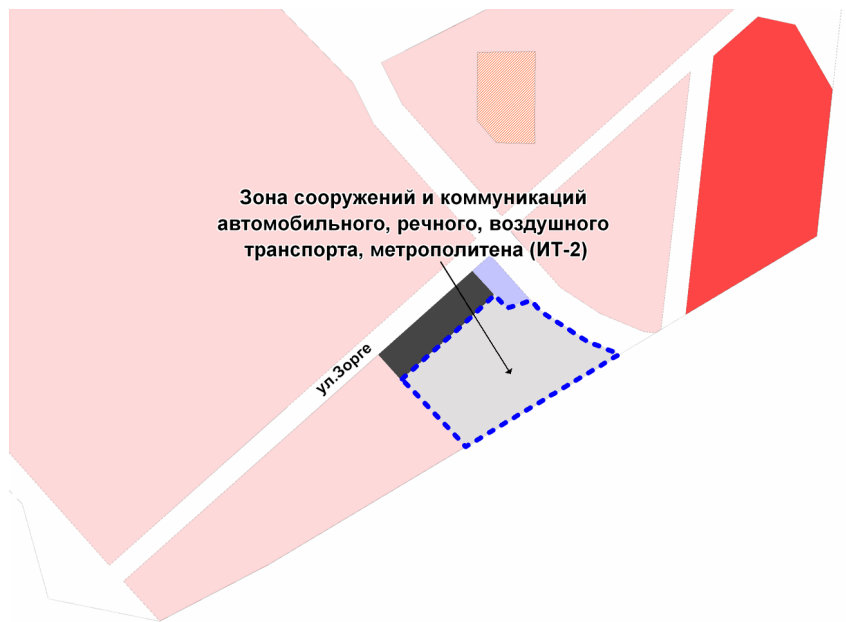 Зона сооружений и коммуникаций
автомобильного, речного, воздушного
транспорта, метрополитена (ИТ-2)
ул.Зорге